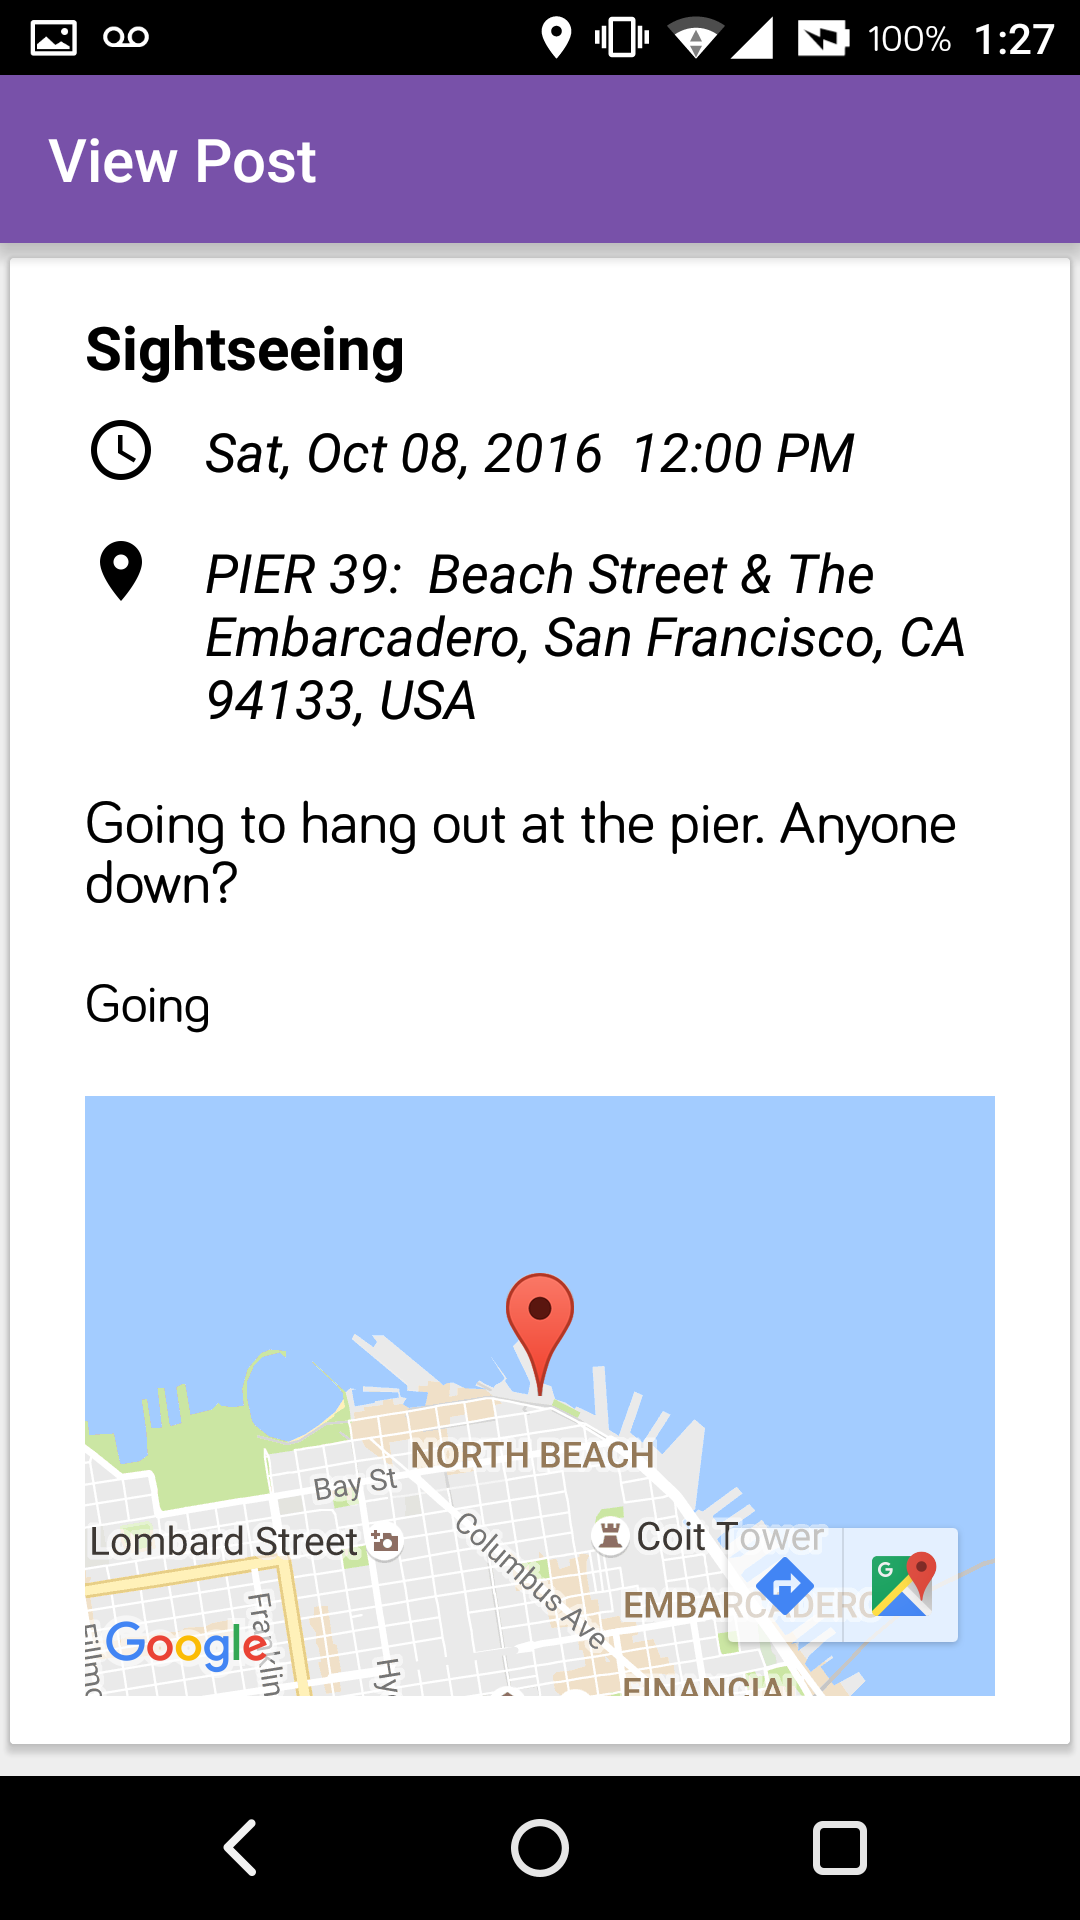 100% 1:27
View Post
Sightseeing
Sat, Oct 08, 2016  12:00 PM
PIER 39:  Beach Street & The
Embarcadero, San Francisco, CA
94133, USA
Going to hang out at the pier. Anyone
down?
Going
NORTH BEACH
Bay St
Lombard Street
Columbus Ave
Coit Tower
EMBARCADERO
Franklin
Google
G
FINANCIAL